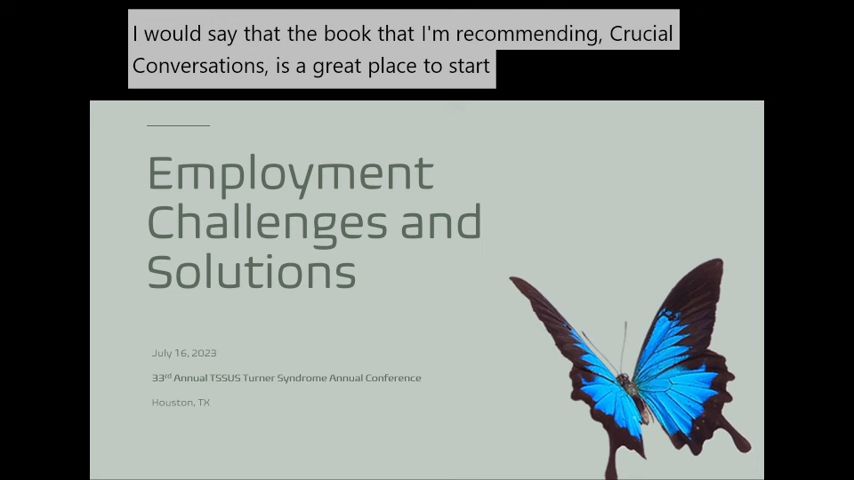 I would say that the book that I'm recommending, Crucial
Conversations, is a great place to start
Employment
Challenges and
Solutions
July 16, 2023
33rd Annual TSSUS Turner Syndrome Annual Conference
Houston, TX